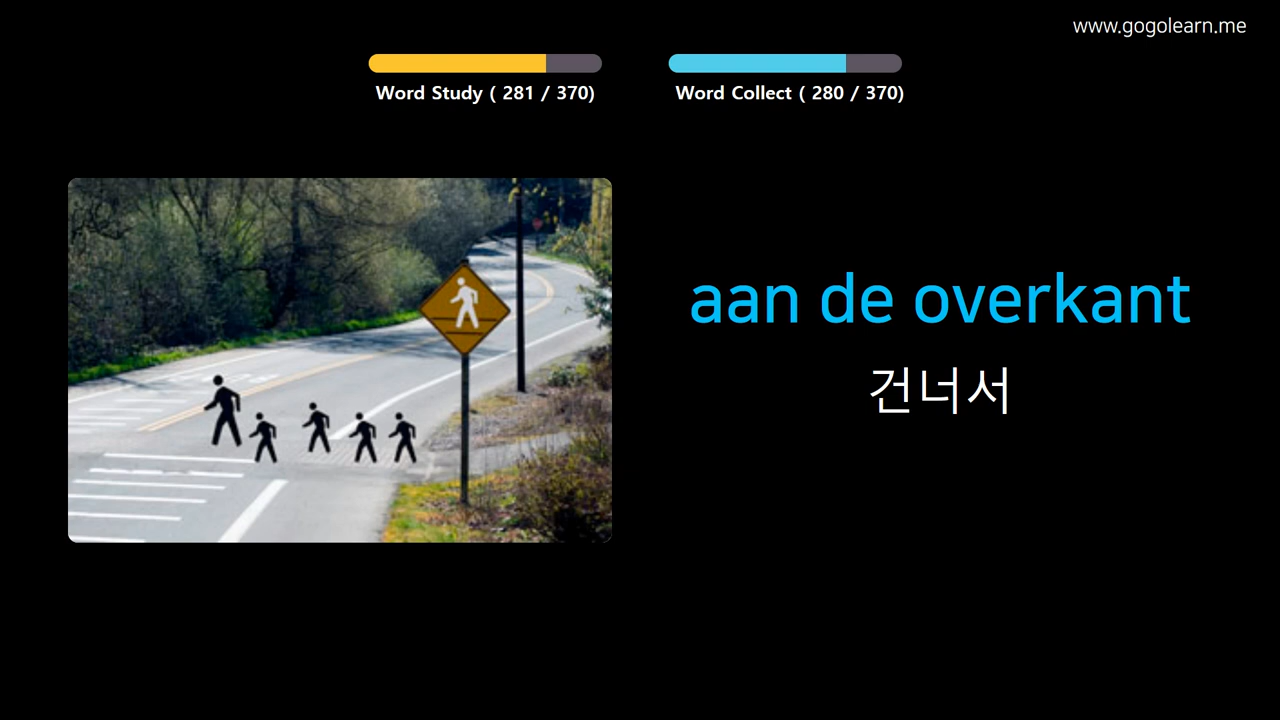 www.gogolearn.me
Word Study ( 281 / 370)
Word Collect ( 280 / 370)
aan de overkant
건너서